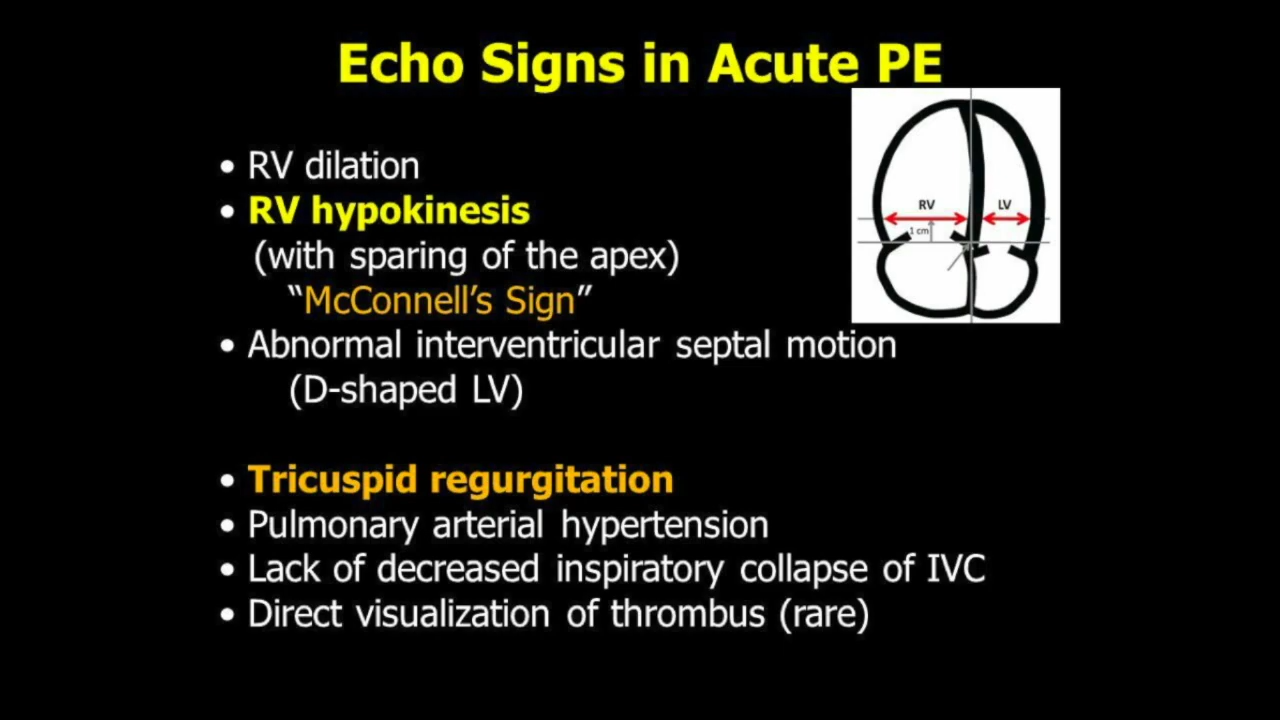 Echo Signs in Acute PE
• RV dilation
• RV hypokinesis
(with sparing of the apex)
“McConnell’s Sign”
• Abnormal interventricular septal motion
(D-shaped LV)
• Tricuspid regurgitation
• Pulmonary arterial hypertension
• Lack of decreased inspiratory collapse of IVC
• Direct visualization of thrombus (rare)
RV LV
1 cm